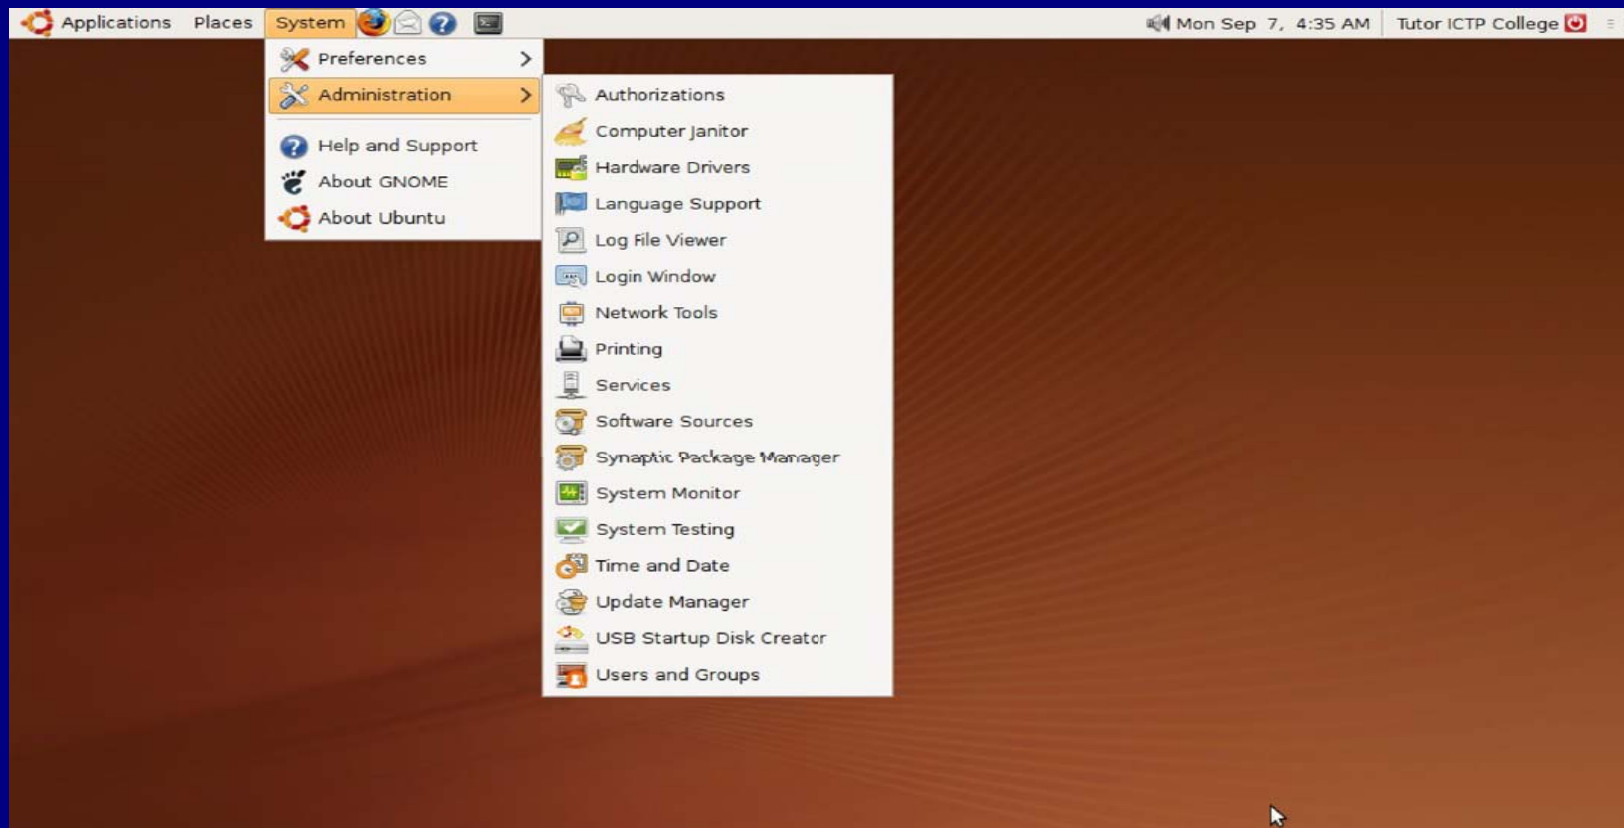 Applications Places System Mon Sep 7, 4:35 AM Tutor ICTP College
Preferences
Administration
Help and Support
About GNOME
About Ubuntu
Authorizations
Computer Janitor
Hardware Drivers
Language Support
Log File Viewer
Login Window
Network Tools
Printing
Services
Software Sources
Synaptic Package Manager
System Monitor
System Testing
Time and Date
Update Manager
USB Startup Disk Creator
Users and Groups